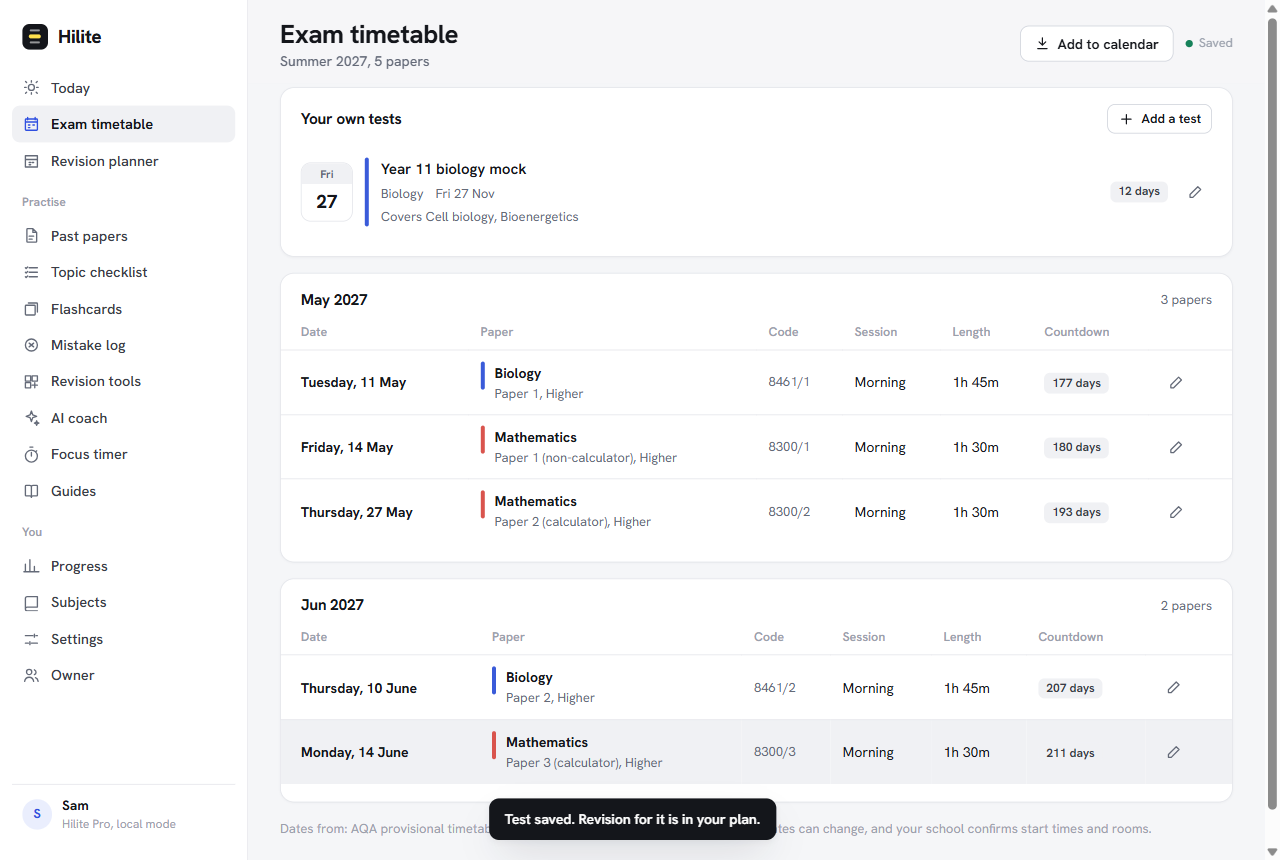 Hilite
Today
Exam timetable
Revision planner
Practise
Past papers
Topic checklist
Flashcards
Mistake log
Revision tools
AI coach
Focus timer
Guides
You
Progress
Subjects
Settings
Owner
S
Sam
Hilite Pro, local mode
Exam timetable
Summer 2027, 5 papers
Add to calendar
Saved
Your own tests
Add a test
Fri
27
Year 11 biology mock
Biology Fri 27 Nov
Covers Cell biology, Bioenergetics
12 days
May 2027
3 papers
Date Paper Code Session Length Countdown
Tuesday, 11 May
Biology
Paper 1, Higher
8461/1 Morning 1h 45m 177 days
Friday, 14 May
Mathematics
Paper 1 (non-calculator), Higher
8300/1 Morning 1h 30m 180 days
Thursday, 27 May
Mathematics
Paper 2 (calculator), Higher
8300/2 Morning 1h 30m 193 days
Jun 2027
2 papers
Date Paper Code Session Length Countdown
Thursday, 10 June
Biology
Paper 2, Higher
8461/2 Morning 1h 45m 207 days
Monday, 14 June
Mathematics
Paper 3 (calculator), Higher
8300/3 Morning 1h 30m 211 days
Dates from: AQA provisional can change, and your school confirms start times and rooms.
Test saved. Revision for it is in your plan.